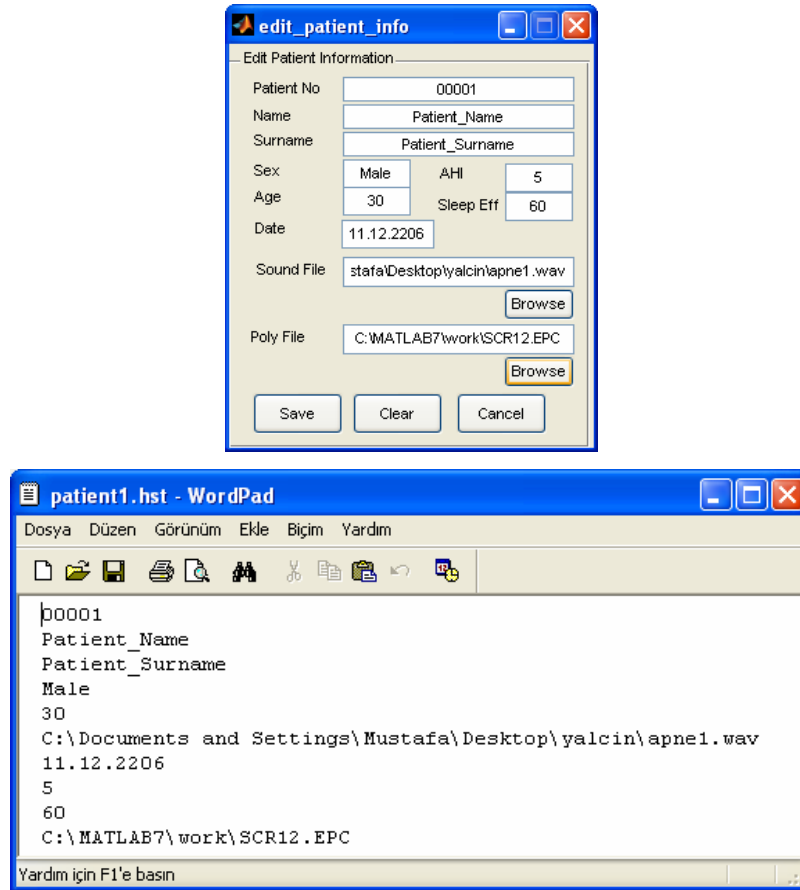 edit_patient_info
Edit Patient Information
Patient No 00001
Name Patient_Name
Surname Patient_Surname
Sex Male AHI 5
Age 30 Sleep Eff 60
Date 11.12.2206
Sound File stafa\Desktop\yalcin\apne1.wav
Browse
Poly File C:\MATLAB7\work\SCR12.EPC
Browse
Save Clear Cancel
patient1.hst - WordPad
Dosya Düzen Görünüm Ekle Biçim Yardım
00001
Patient_Name
Patient_Surname
Male
30
C:\Documents and Settings\Mustafa\Desktop\yalcin\apne1.wav
11.12.2206
5
60
C:\MATLAB7\work\SCR12.EPC
Yardım için F1'e basın